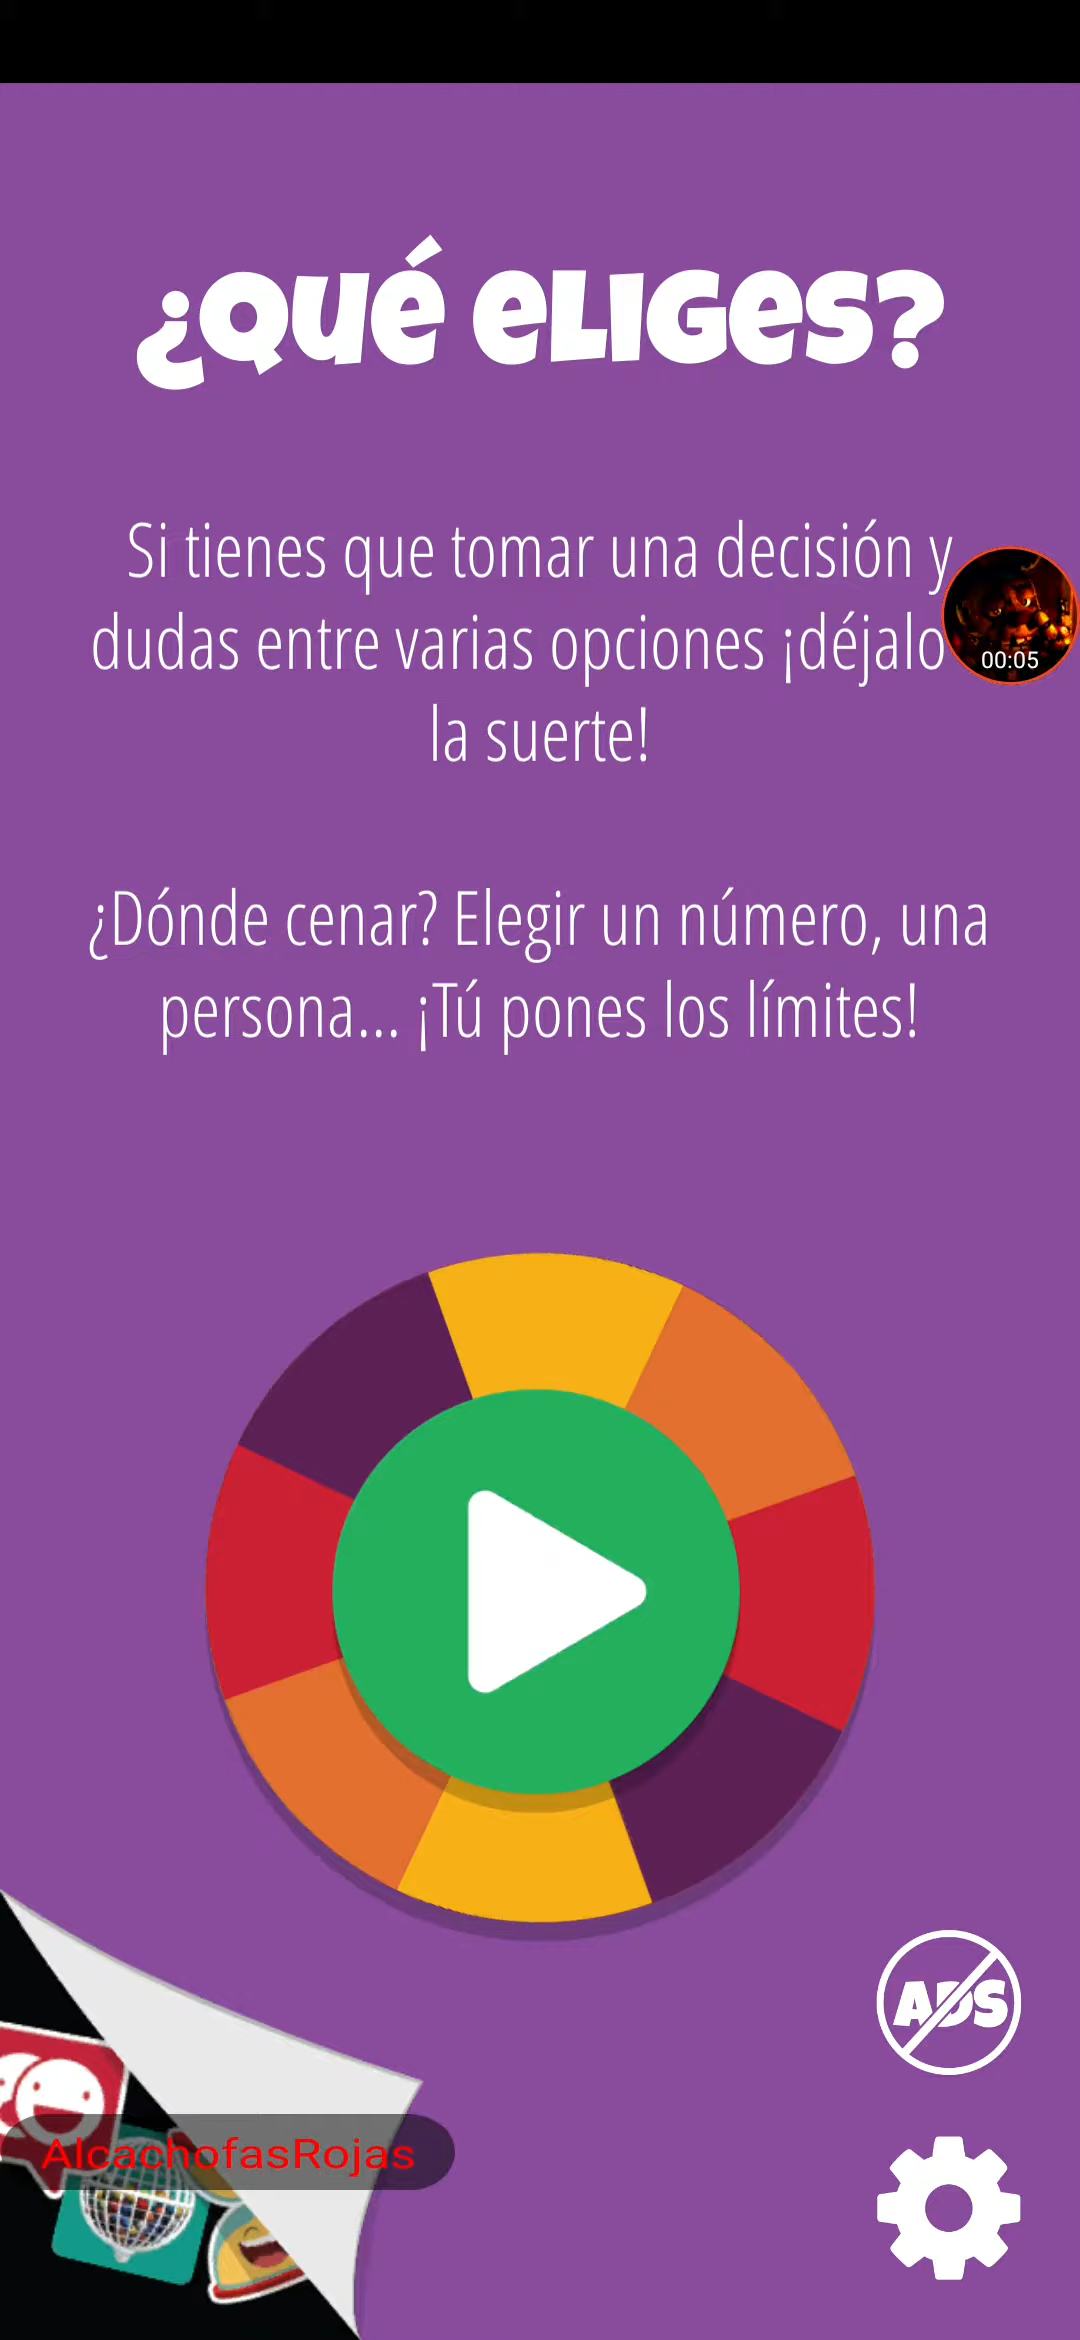 ¿Qué eliges?
Si tienes que tomar una decisión y
dudas entre varias opciones ¡déjalo
la suerte!
00:05
¿Dónde cenar? Elegir un número, una
persona... ¡Tú pones los límites!
ADS
AlcachofasRojas